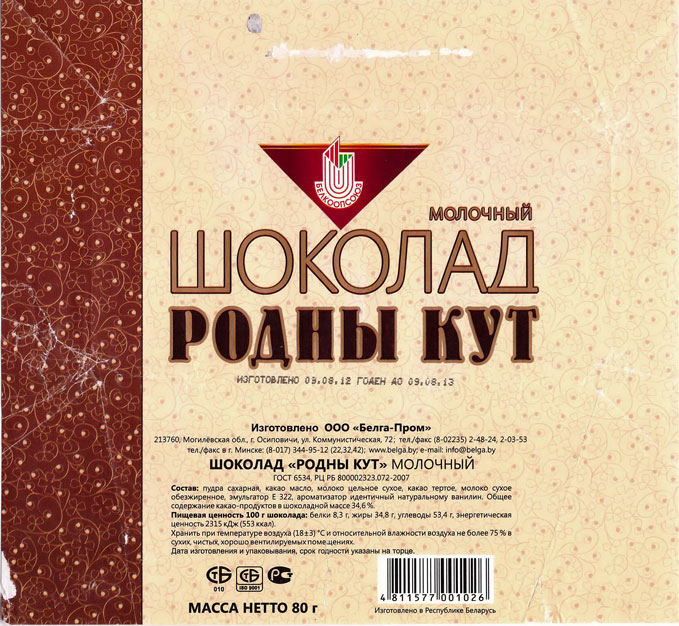 БЕЛКООПСОЮЗ
МОЛОЧНЫЙ
ШОКОЛАД
РОДНЫ КУТ
ИЗГОТОВЛЕНО 09.08.12 ГОДЕН ДО 09.08.13
Изготовлено ООО «Белга-Пром»
213760, Могилёвская обл., г. Осиповичи, ул. Коммунистическая, 72; тел./факс (8-02235) 2-48-24, 2-03-53
тел./факс в г. Минске: (8-017) 344-95-12 (22,32,42); www.belga.by; e-mail: info@belga.by
ШОКОЛАД «РОДНЫ КУТ» МОЛОЧНЫЙ
ГОСТ 6534, РЦ РБ 800002323.072-2007
Состав: пудра сахарная, какао масло, молоко цельное сухое, какао тертое, молоко сухое
обезжиренное, эмульгатор Е 322, ароматизатор идентичный натуральному ванилин. Общее
содержание какао-продуктов в шоколадной массе 34,6 %.
Пищевая ценность 100 г шоколада: белки 8,3 г, жиры 34,8 г, углеводы 53,4 г, энергетическая
ценность 2315 кДж (553 ккал).
Хранить при температуре воздуха (18±3) °С и относительной влажности воздуха не более 75 % в
сухих, чистых, хорошо вентилируемых помещениях.
Дата изготовления и упаковывания, срок годности указаны на торце.
010
ISO 9001
МАССА НЕТТО 80 г
4 811577 001026
Изготовлено в Республике Беларусь